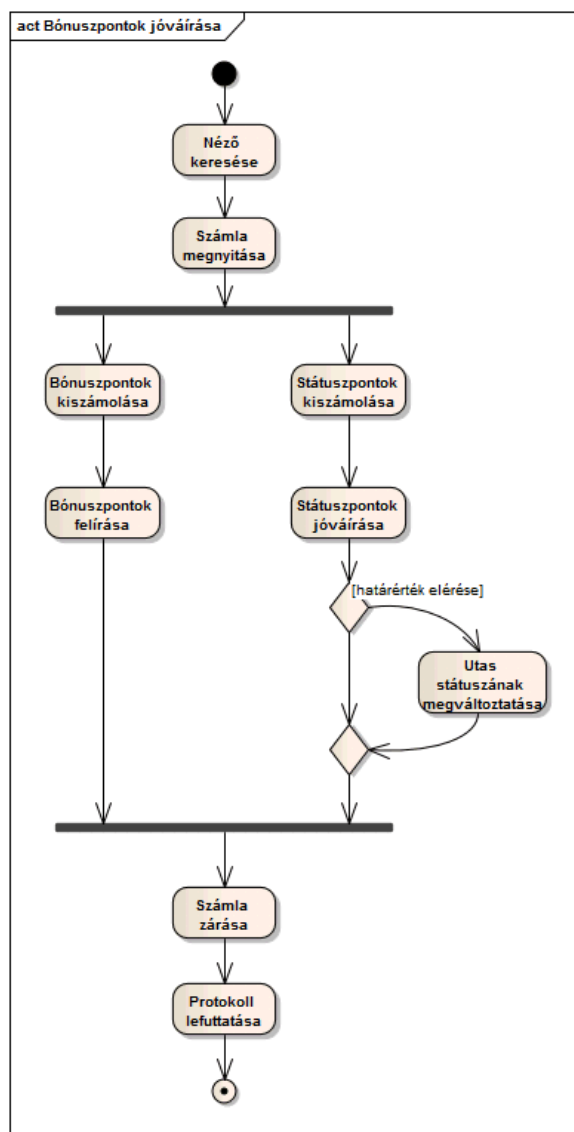 act Bónuszpontok jóváírása
Néző
keresése
Számla
megnyitása
Bónuszpontok
kiszámolása
Státuszpontok
kiszámolása
Bónuszpontok
felírása
Státuszpontok
jóváírása
[határérték elérése]
Utas
státuszának
megváltoztatása
Számla
zárása
Protokoll
lefuttatása